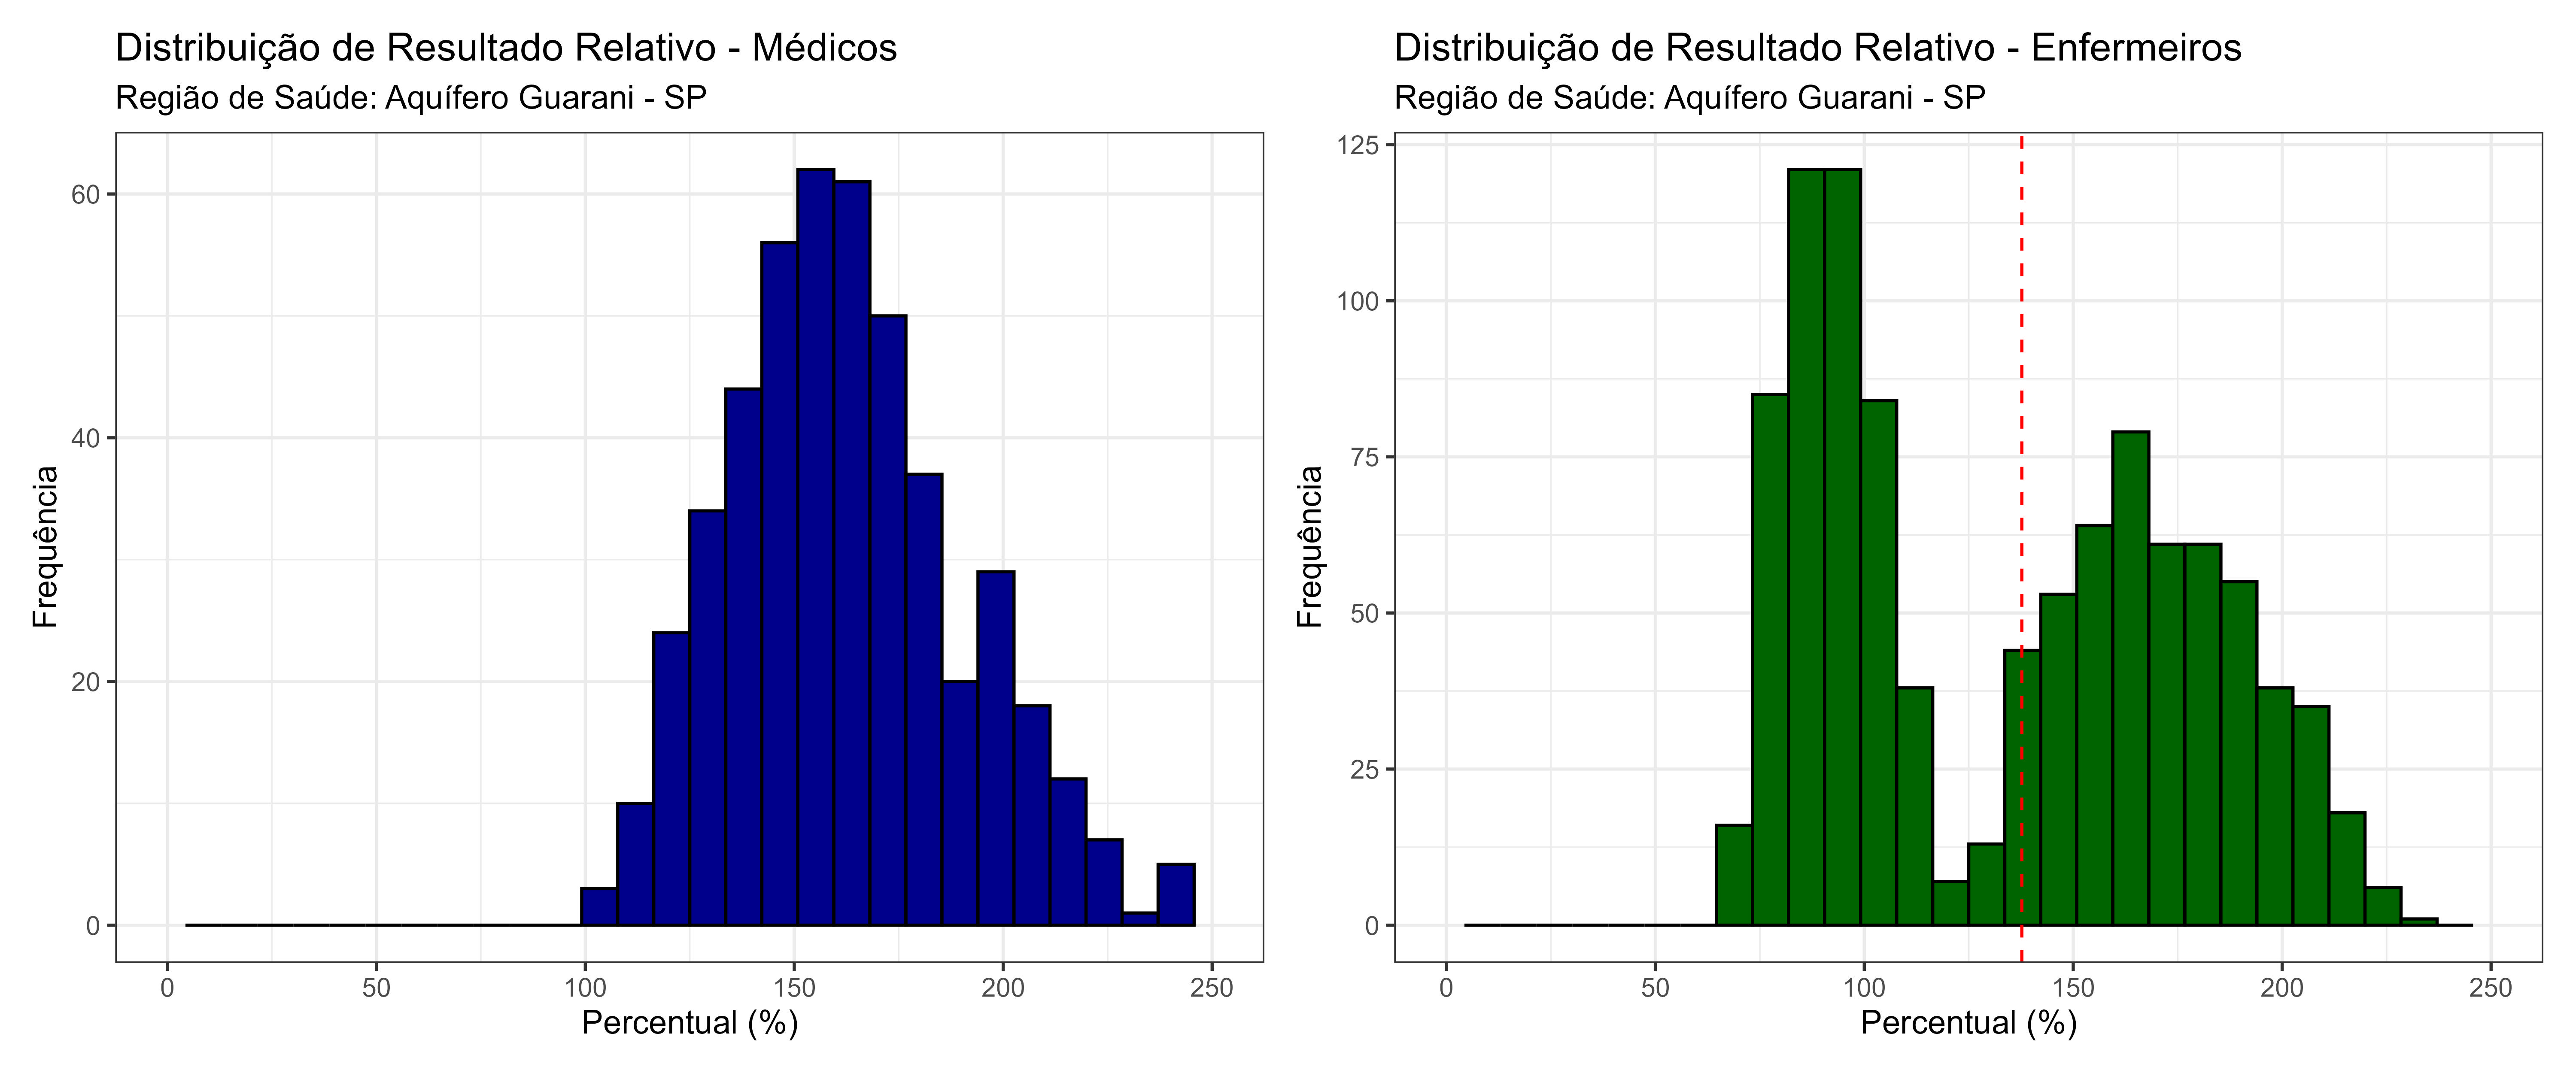 Distribuição de Resultado Relativo - Médicos
Região de Saúde: Aquífero Guarani - SP
Frequência
60
40
20
0
0 50 100 150 200 250
Percentual (%)
Distribuição de Resultado Relativo - Enfermeiros
Região de Saúde: Aquífero Guarani - SP
Frequência
125
100
75
50
25
0
0 50 100 150 200 250
Percentual (%)